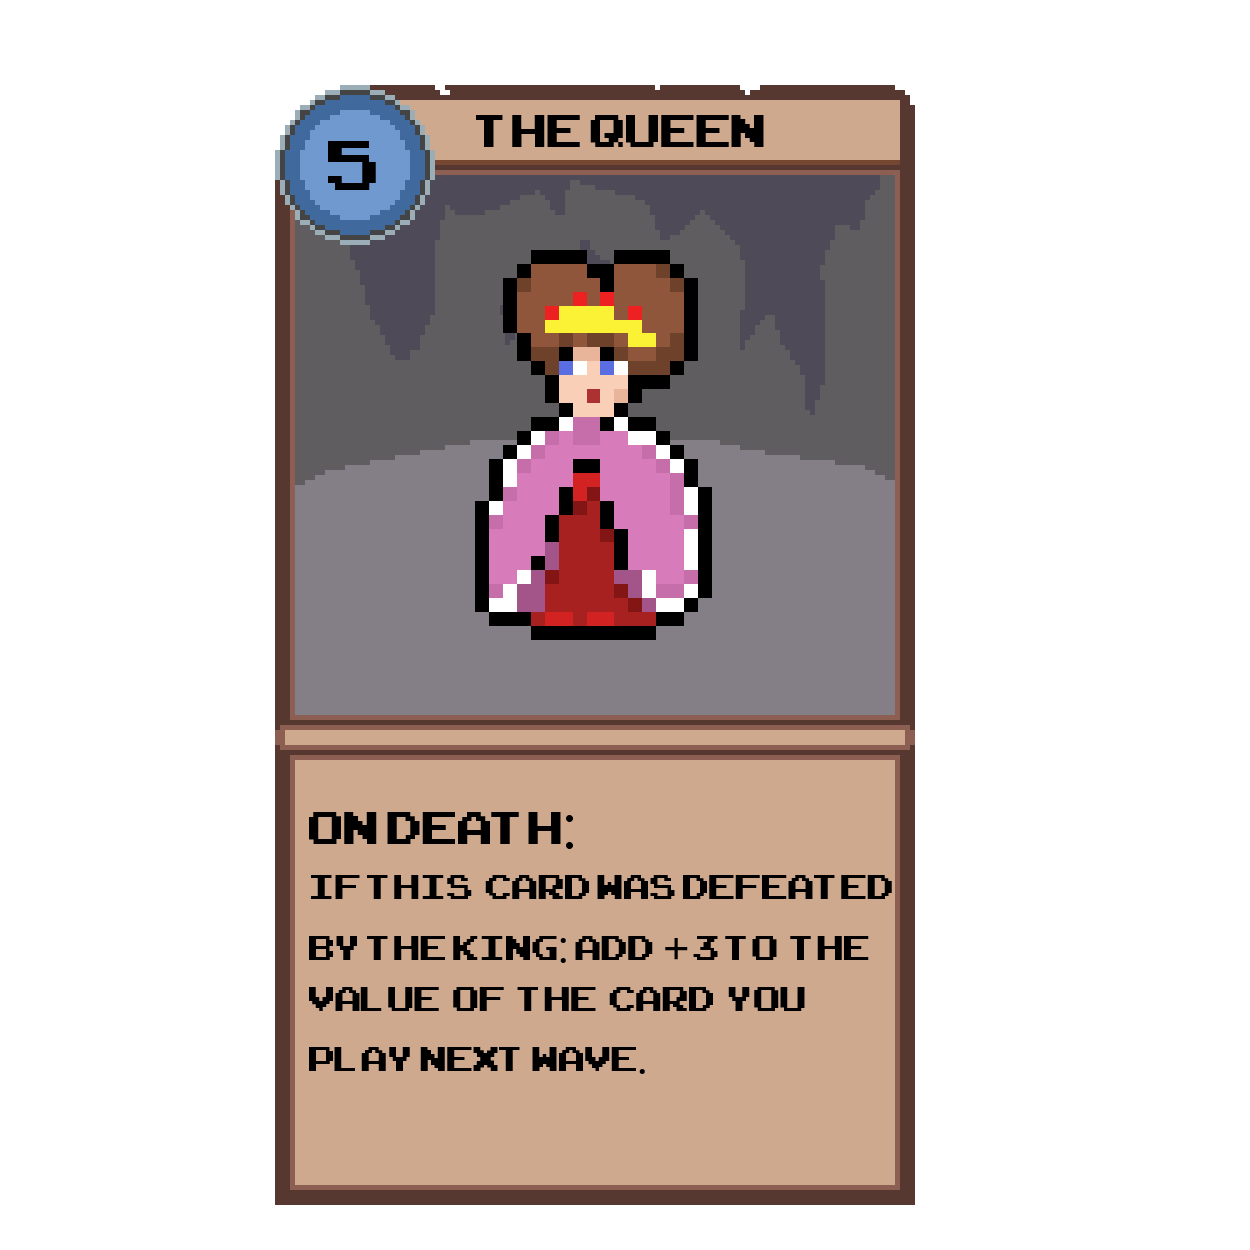 5
THE QUEEN
ON DEATH:
IF THIS CARD WAS DEFEATED
BY THE KING: ADD +3 TO THE
VALUE OF THE CARD YOU
PLAY NEXT WAVE.